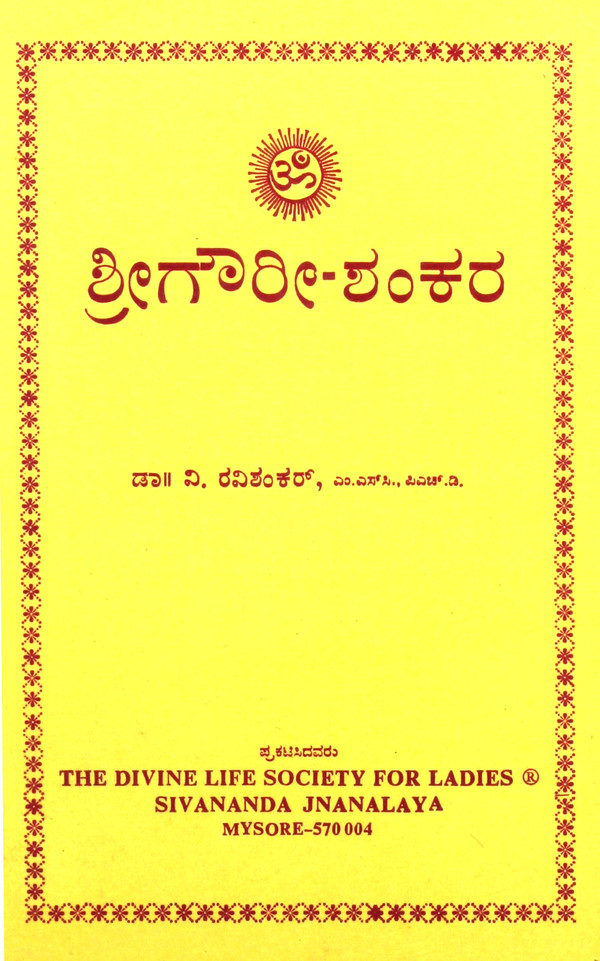 ॐ
ಶ್ರೀಗೌರೀ-ಶಂಕರ
ಡಾ॥ ವಿ. ರವಿಶಂಕರ್, ಎಂ.ಎಸ್‌ಸಿ., ಪಿಎಚ್.ಡಿ.
ಪ್ರಕಟಿಸಿದವರು
THE DIVINE LIFE SOCIETY FOR LADIES ®
SIVANANDA JNANALAYA
MYSORE–570 004